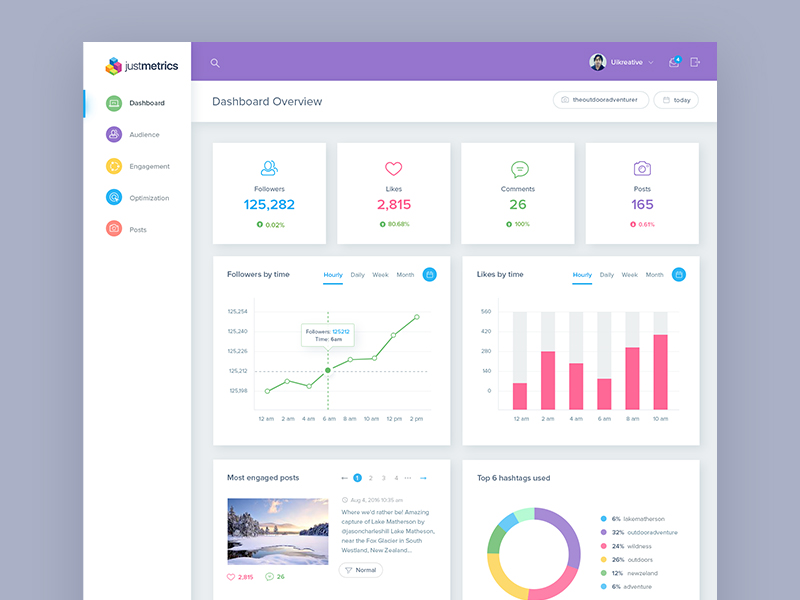 justmetrics
Uikreative
4
Dashboard
Audience
Engagement
Optimization
Posts
Dashboard Overview
theoutdooradventurer
today
Followers
125,282
0.02%
Likes
2,815
80.68%
Comments
26
100%
Posts
165
0.61%
Followers by time
Hourly Daily Week Month
125,254
125,240
125,226
125,212
125,198
Followers: 125212
Time: 6am
12 am 2 am 4 am 6 am 8 am 10 am 12 pm 2 pm
Likes by time
Hourly Daily Week Month
560
420
280
140
0
12 am 2 am 4 am 6 am 8 am 10 am
Most engaged posts
1 2 3 4
Aug 8, 2016 10:35 am
Where we'd rather be! Amazing
capture of Lake Matherson by
@jasoncharleshill Lake Matheson,
near the Fox Glacier in South
Westland, New Zealand...
Normal
2,815 26
Top 6 hashtags used
6% lakematherson
32% outdooradventure
24% wildness
26% outdoors
12% newzeland
6% adventure